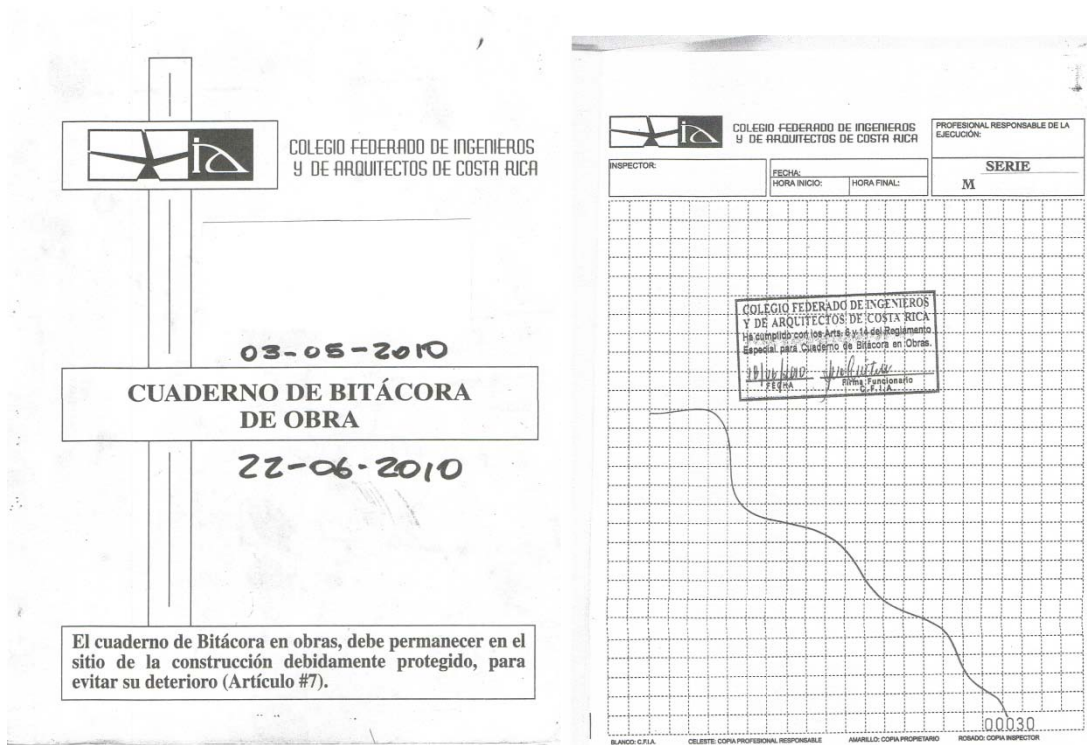 COLEGIO FEDERADO DE INGENIEROS
Y DE ARQUITECTOS DE COSTA RICA
03-05-2010
CUADERNO DE BITÁCORA
DE OBRA
22-06-2010
El cuaderno de Bitácora en obras, debe permanecer en el
sitio de la construcción debidamente protegido, para
evitar su deterioro (Artículo #7).
COLEGIO FEDERADO DE INGENIEROS
Y DE ARQUITECTOS DE COSTA RICA
PROFESIONAL RESPONSABLE DE LA
EJECUCIÓN:
INSPECTOR:
FECHA:
HORA INICIO: HORA FINAL:
SERIE
M
COLEGIO FEDERADO DE INGENIEROS
Y DE ARQUITECTOS DE COSTA RICA
Ha cumplido con los Arts. 8 y 14 del Reglamento
Especial para Cuaderno de Bitácora en Obras.
FECHA Firma Funcionario
C.F.I.A.
00030
BLANCO: C.F.I.A. CELESTE: COPIA PROFESIONAL RESPONSABLE AMARILLO: COPIA PROPIETARIO ROSADO: COPIA INSPECTOR